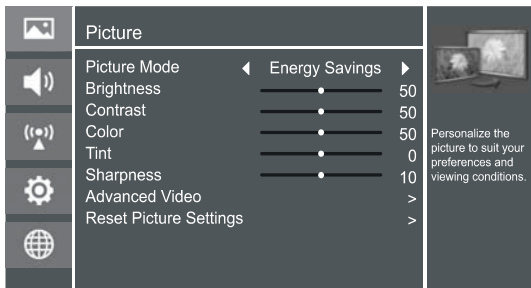 Picture
Picture Mode Energy Savings
Brightness 50
Contrast 50
Color 50
Tint 0
Sharpness 10
Advanced Video >
Reset Picture Settings >
Personalize the
picture to suit your
preferences and
viewing conditions.